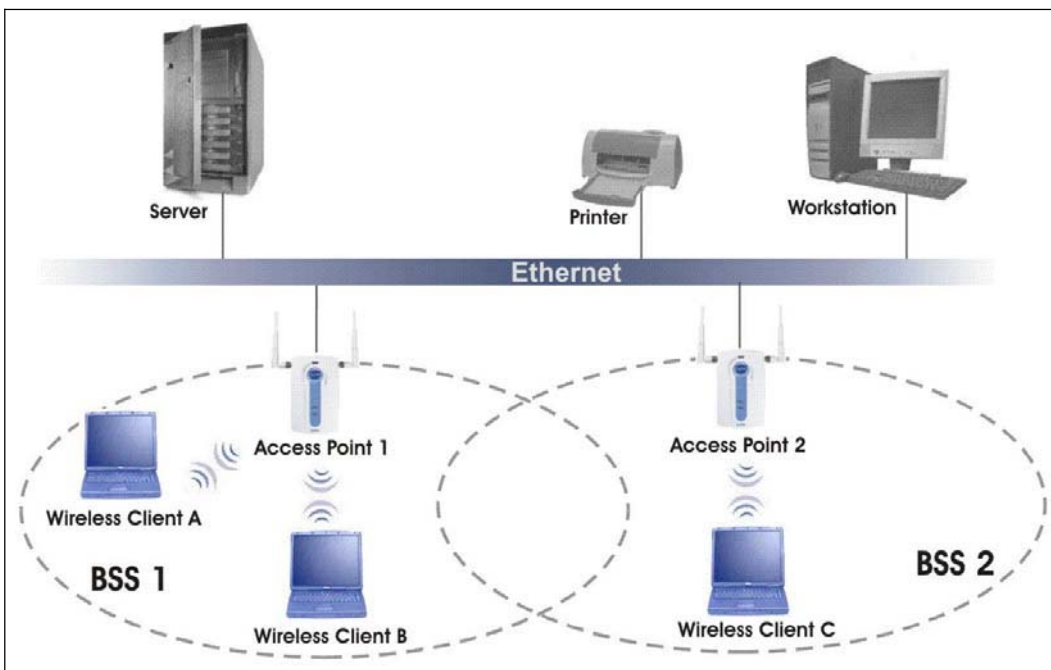 Server
Printer
Workstation
Ethernet
Access Point 1
Access Point 2
Wireless Client A
BSS 1
Wireless Client B
BSS 2
Wireless Client C